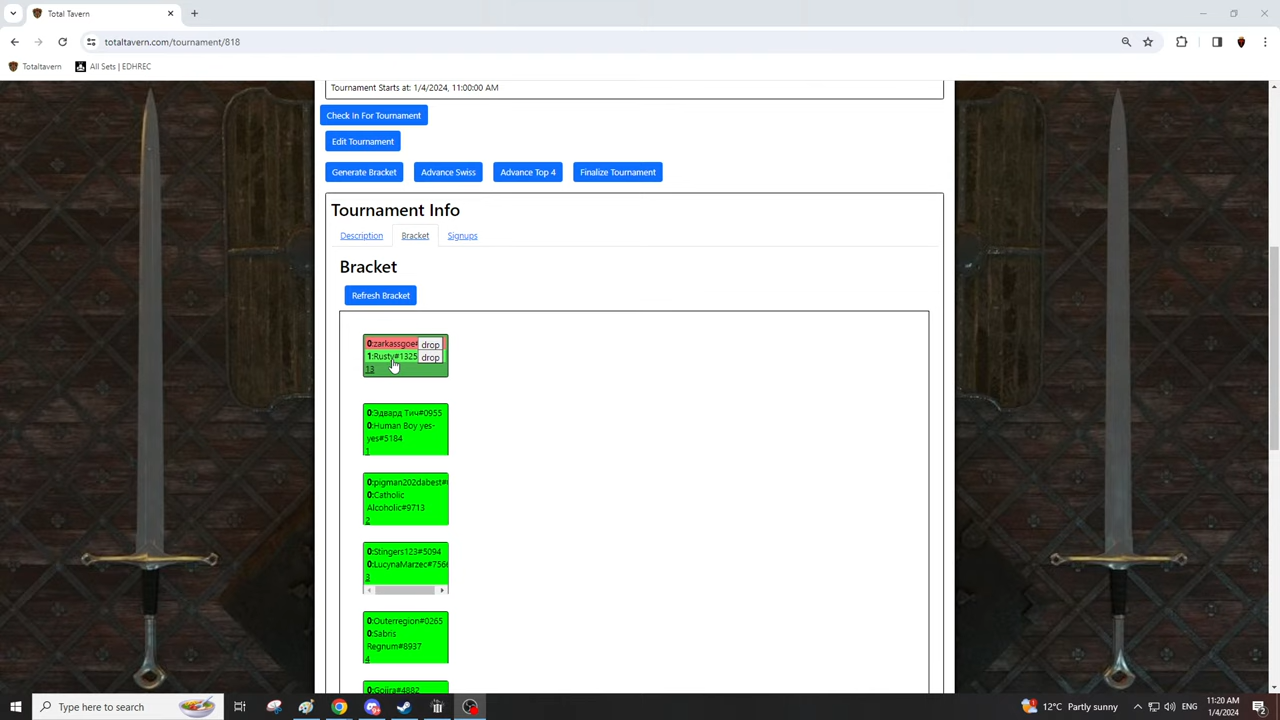 Total Tavern
totaltavern.com/tournament/818
Totaltavern
All Sets | EDHREC
Tournament Starts at: 1/4/2024, 11:00:00 AM
Check In For Tournament
Edit Tournament
Generate Bracket
Advance Swiss
Advance Top 4
Finalize Tournament
Tournament Info
Description
Bracket
Signups
Bracket
Refresh Bracket
0:zarkassgoe#
drop
1:Rusty#1325
drop
13
0:Эдвард Тич#0955
0:Human Boy yes-
yes#5184
1
0:pigman202dabest#
0:Catholic
Alcoholic#9713
2
0:Stingers123#5094
0:LucynaMarzec#756
3
0:Outerregion#0265
0:Sabris
Regnum#8937
4
0:Gojira#4882
Type here to search
12°C Partly sunny
11:20 AM
1/4/2024
2